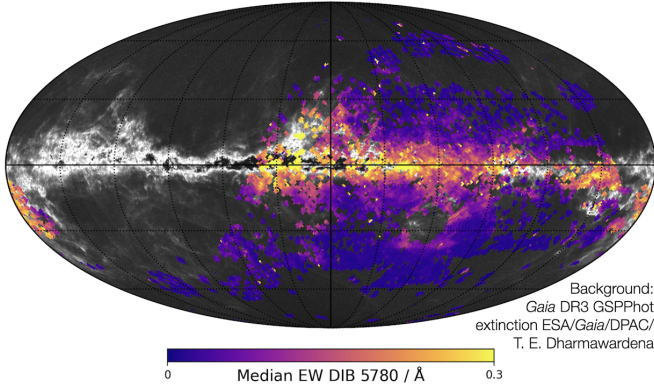 Background:
Gaia DR3 GSPPhot
extinction ESA/Gaia/DPAC/
T. E. Dharmawardena
0
0.3
Median EW DIB 5780 / Å